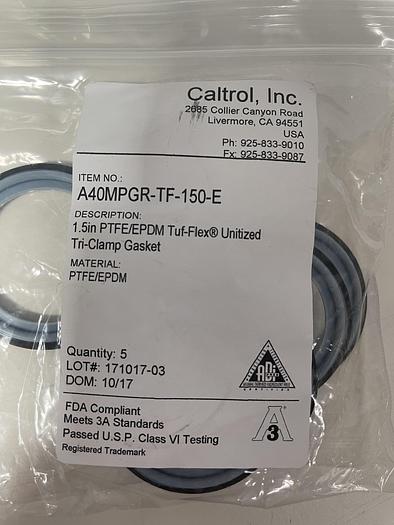 Caltrol, Inc.
2685 Collier Canyon Road
Livermore, CA 94551
USA
Ph: 925-833-9010
Fx: 925-833-9087
ITEM NO.:
A40MPGR-TF-150-E
DESCRIPTION:
1.5in PTFE/EPDM Tuf-Flex® Unitized
Tri-Clamp Gasket
MATERIAL:
PTFE/EPDM
Quantity: 5
LOT#: 171017-03
DOM: 10/17
FDA Compliant
Meets 3A Standards
Passed U.S.P. Class VI Testing
Registered Trademark
A3